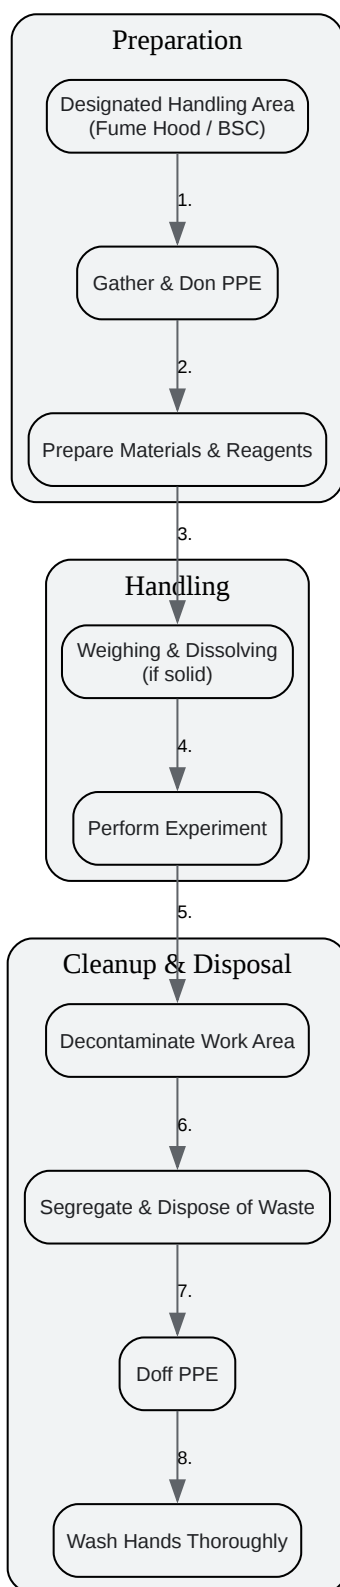 Preparation
Designated Handling Area
(Fume Hood / BSC)
1.
Gather & Don PPE
2.
Prepare Materials & Reagents
3.
Handling
Weighing & Dissolving
(if solid)
4.
Perform Experiment
5.
Cleanup & Disposal
Decontaminate Work Area
6.
Segregate & Dispose of Waste
7.
Doff PPE
8.
Wash Hands Thoroughly